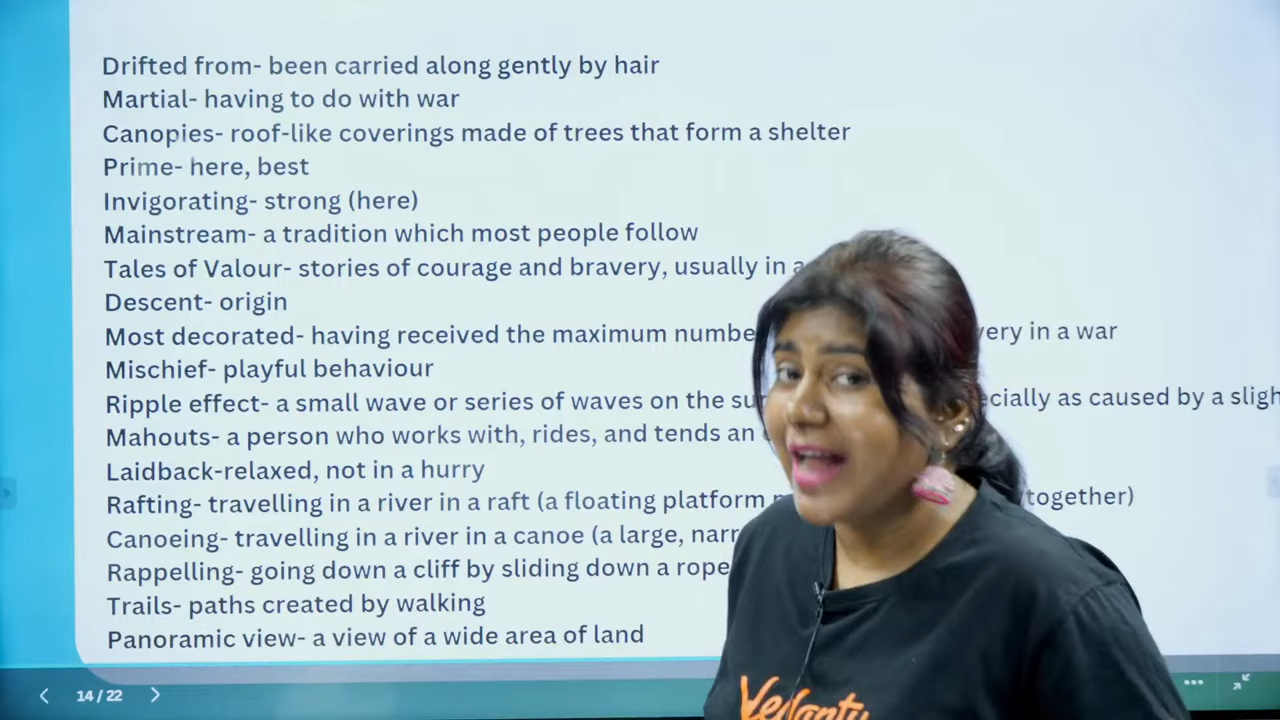 Drifted from- been carried along gently by hair
Martial- having to do with war
Canopies- roof-like coverings made of trees that form a shelter
Prime- here, best
Invigorating- strong (here)
Mainstream- a tradition which most people follow
Tales of Valour- stories of courage and bravery, usually in a
Descent- origin
Most decorated- having received the maximum in a war
Mischief- playful behaviour
Ripple effect- a small wave or series of waves on the as caused by a
Mahouts- a person who works with, rides, and tends an
Laidback-relaxed, not in a hurry
Rafting- travelling in a river in a raft (a floating platform together)
Canoeing- travelling in a river in a canoe (a large,
Rappelling- going down a cliff by sliding down a rope
Trails- paths created by walking
Panoramic view- a view of a wide area of land
14 / 22
Vedantu